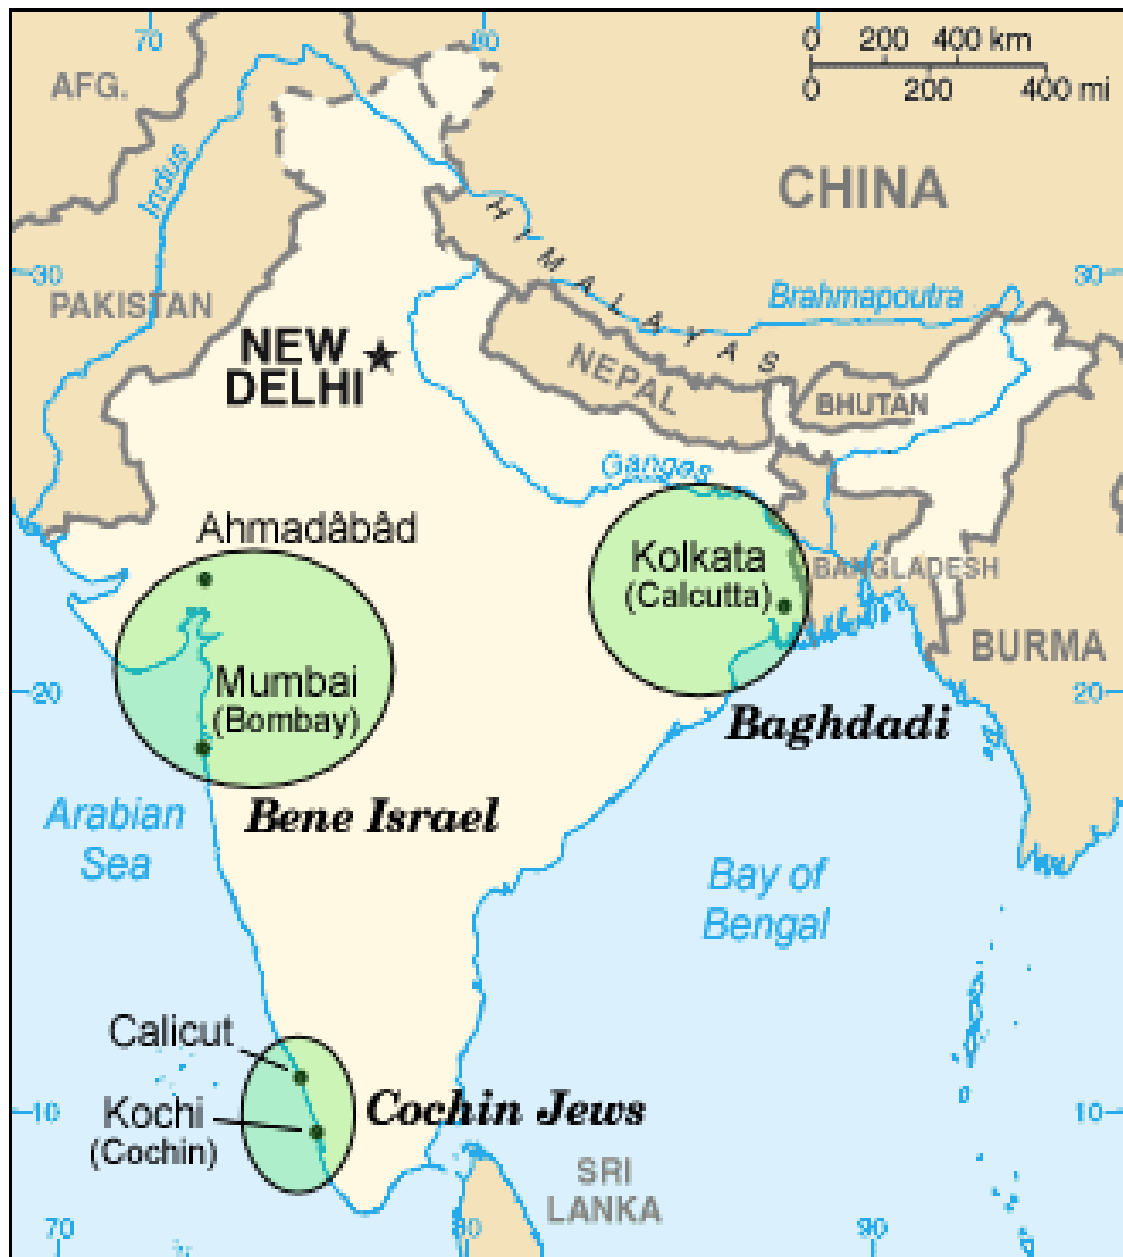 70
80
0 200 400 km
0 200 400 mi
AFG.
Indus
CHINA
HYMALAYAS
30
30
PAKISTAN
Brahmapoutra
NEW
DELHI
NEPAL
BHUTAN
Ganges
Ahmadâbâd
Kolkata
(Calcutta)
BANGLADESH
BURMA
Mumbai
(Bombay)
20
20
Baghdadi
Bene Israel
Arabian
Sea
Bay of
Bengal
Calicut
Kochi
(Cochin)
Cochin Jews
10
10
SRI
LANKA
70
80
90